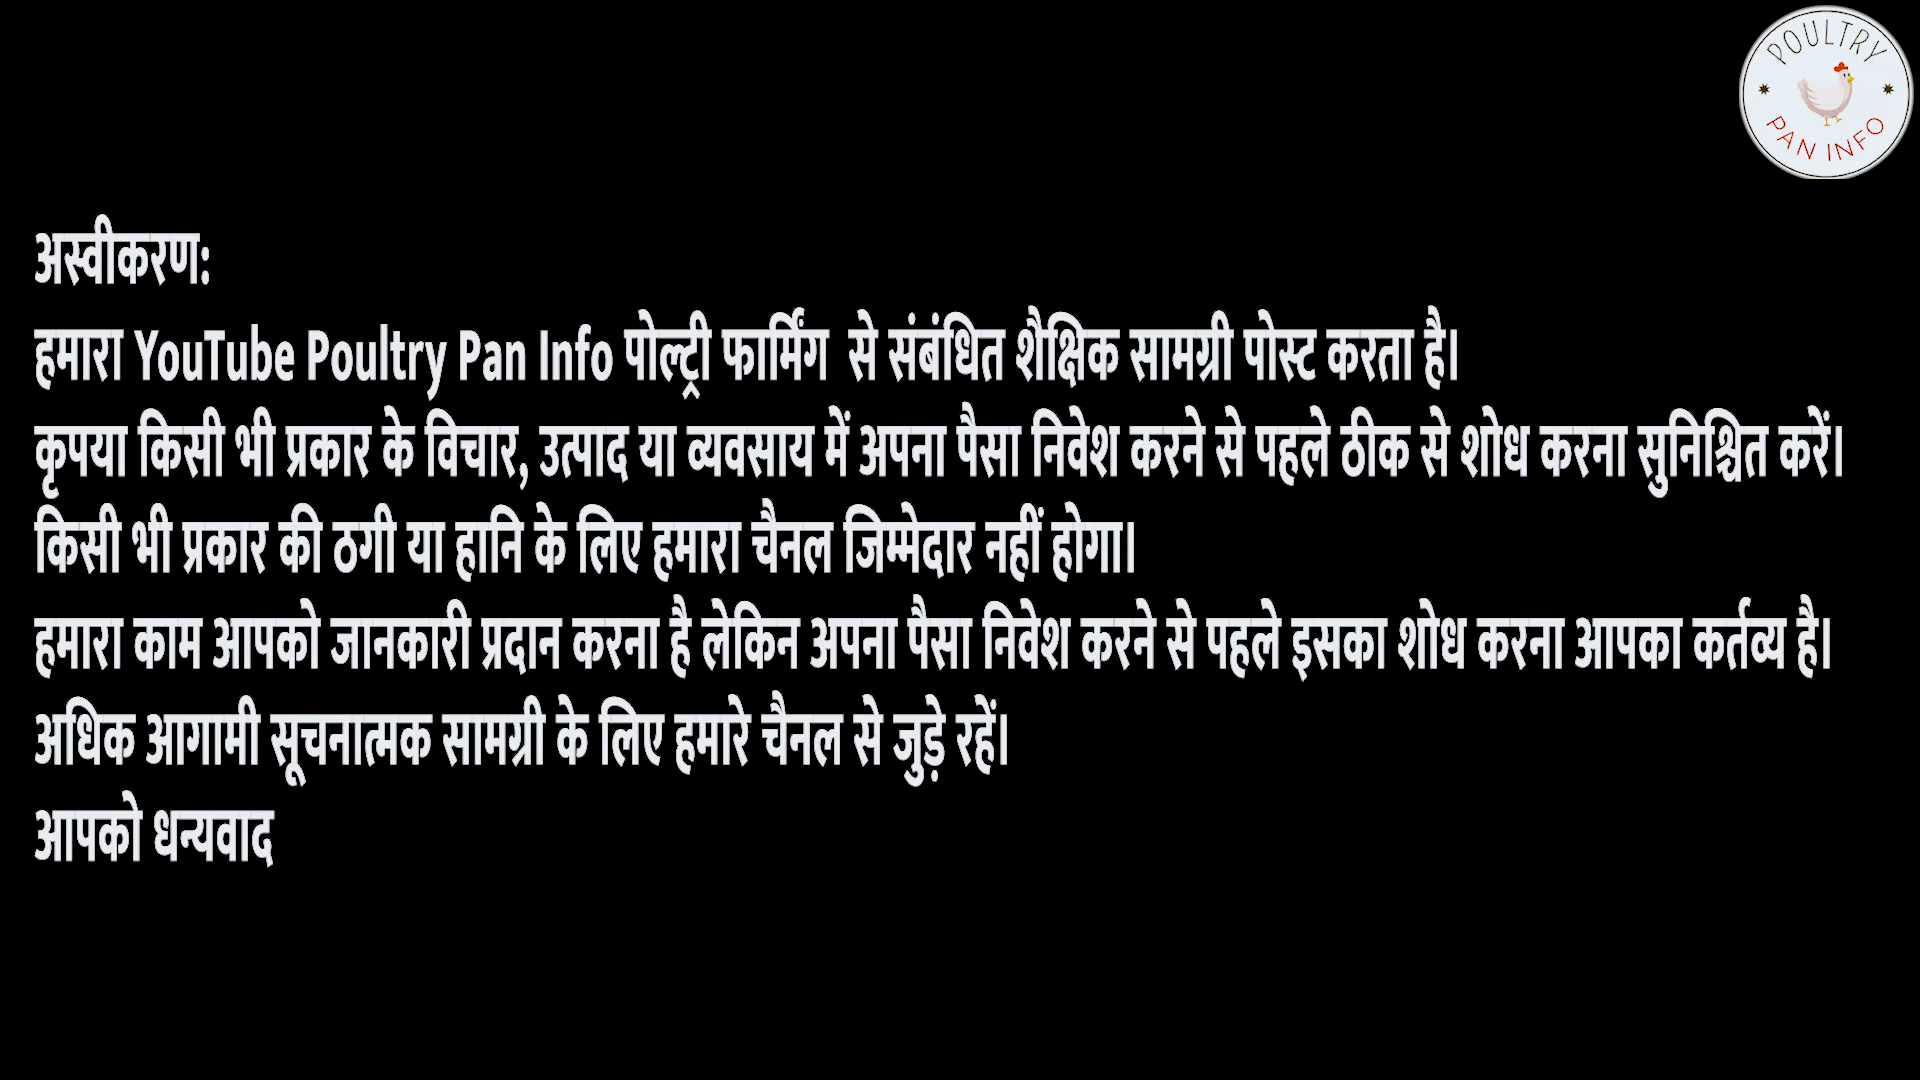 POULTRY
PAN INFO
अस्वीकरण:
हमारा YouTube Poultry Pan Info पोल्ट्री फार्मिंग से संबंधित शैक्षिक सामग्री पोस्ट करता है।
कृपया किसी भी प्रकार के विचार, उत्पाद या व्यवसाय में अपना पैसा निवेश करने से पहले ठीक से शोध करना सुनिश्चित करें।
किसी भी प्रकार की ठगी या हानि के लिए हमारा चैनल जिम्मेदार नहीं होगा।
हमारा काम आपको जानकारी प्रदान करना है लेकिन अपना पैसा निवेश करने से पहले इसका शोध करना आपका कर्तव्य है।
अधिक आगामी सूचनात्मक सामग्री के लिए हमारे चैनल से जुड़े रहें।
आपको धन्यवाद